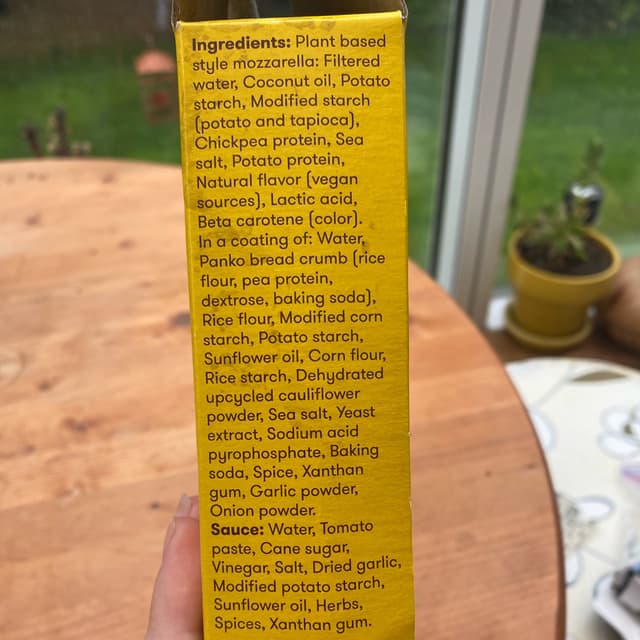 Ingredients: Plant based
style mozzarella: Filtered
water, Coconut oil, Potato
starch, Modified starch
(potato and tapioca),
Chickpea protein, Sea
salt, Potato protein,
Natural flavor (vegan
sources), Lactic acid,
Beta carotene (color).
In a coating of: Water,
Panko bread crumb (rice
flour, pea protein,
dextrose, baking soda),
Rice flour, Modified corn
starch, Potato starch,
Sunflower oil, Corn flour,
Rice starch, Dehydrated
upcycled cauliflower
powder, Sea salt, Yeast
extract, Sodium acid
pyrophosphate, Baking
soda, Spice, Xanthan
gum, Garlic powder,
Onion powder.
Sauce: Water, Tomato
paste, Cane sugar,
Vinegar, Salt, Dried garlic,
Modified potato starch,
Sunflower oil, Herbs,
Spices, Xanthan gum.